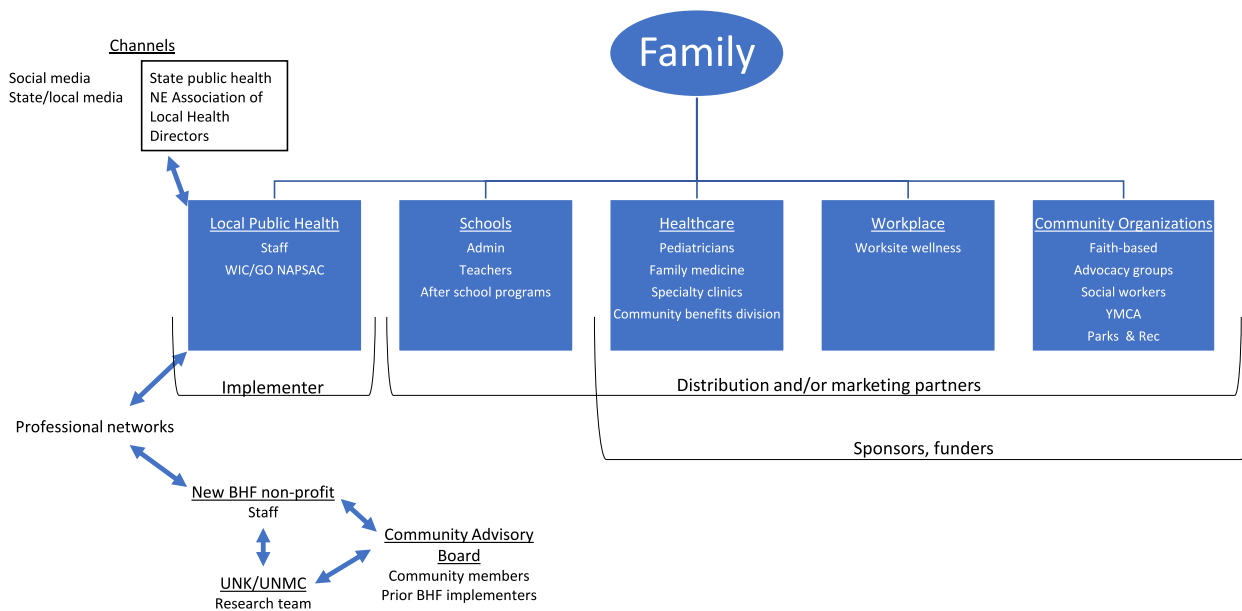 Family
Channels
Social media
State/local media
State public health
NE Association of
Local Health
Directors
Local Public Health
Staff
WIC/GO NAPSAC
Schools
Admin
Teachers
After school programs
Healthcare
Pediatricians
Family medicine
Specialty clinics
Community benefits division
Workplace
Worksite wellness
Community Organizations
Faith-based
Advocacy groups
Social workers
YMCA
Parks & Rec
Implementer
Distribution and/or marketing partners
Sponsors, funders
Professional networks
New BHF non-profit
Staff
Community Advisory
Board
Community members
Prior BHF implementers
UNK/UNMC
Research team